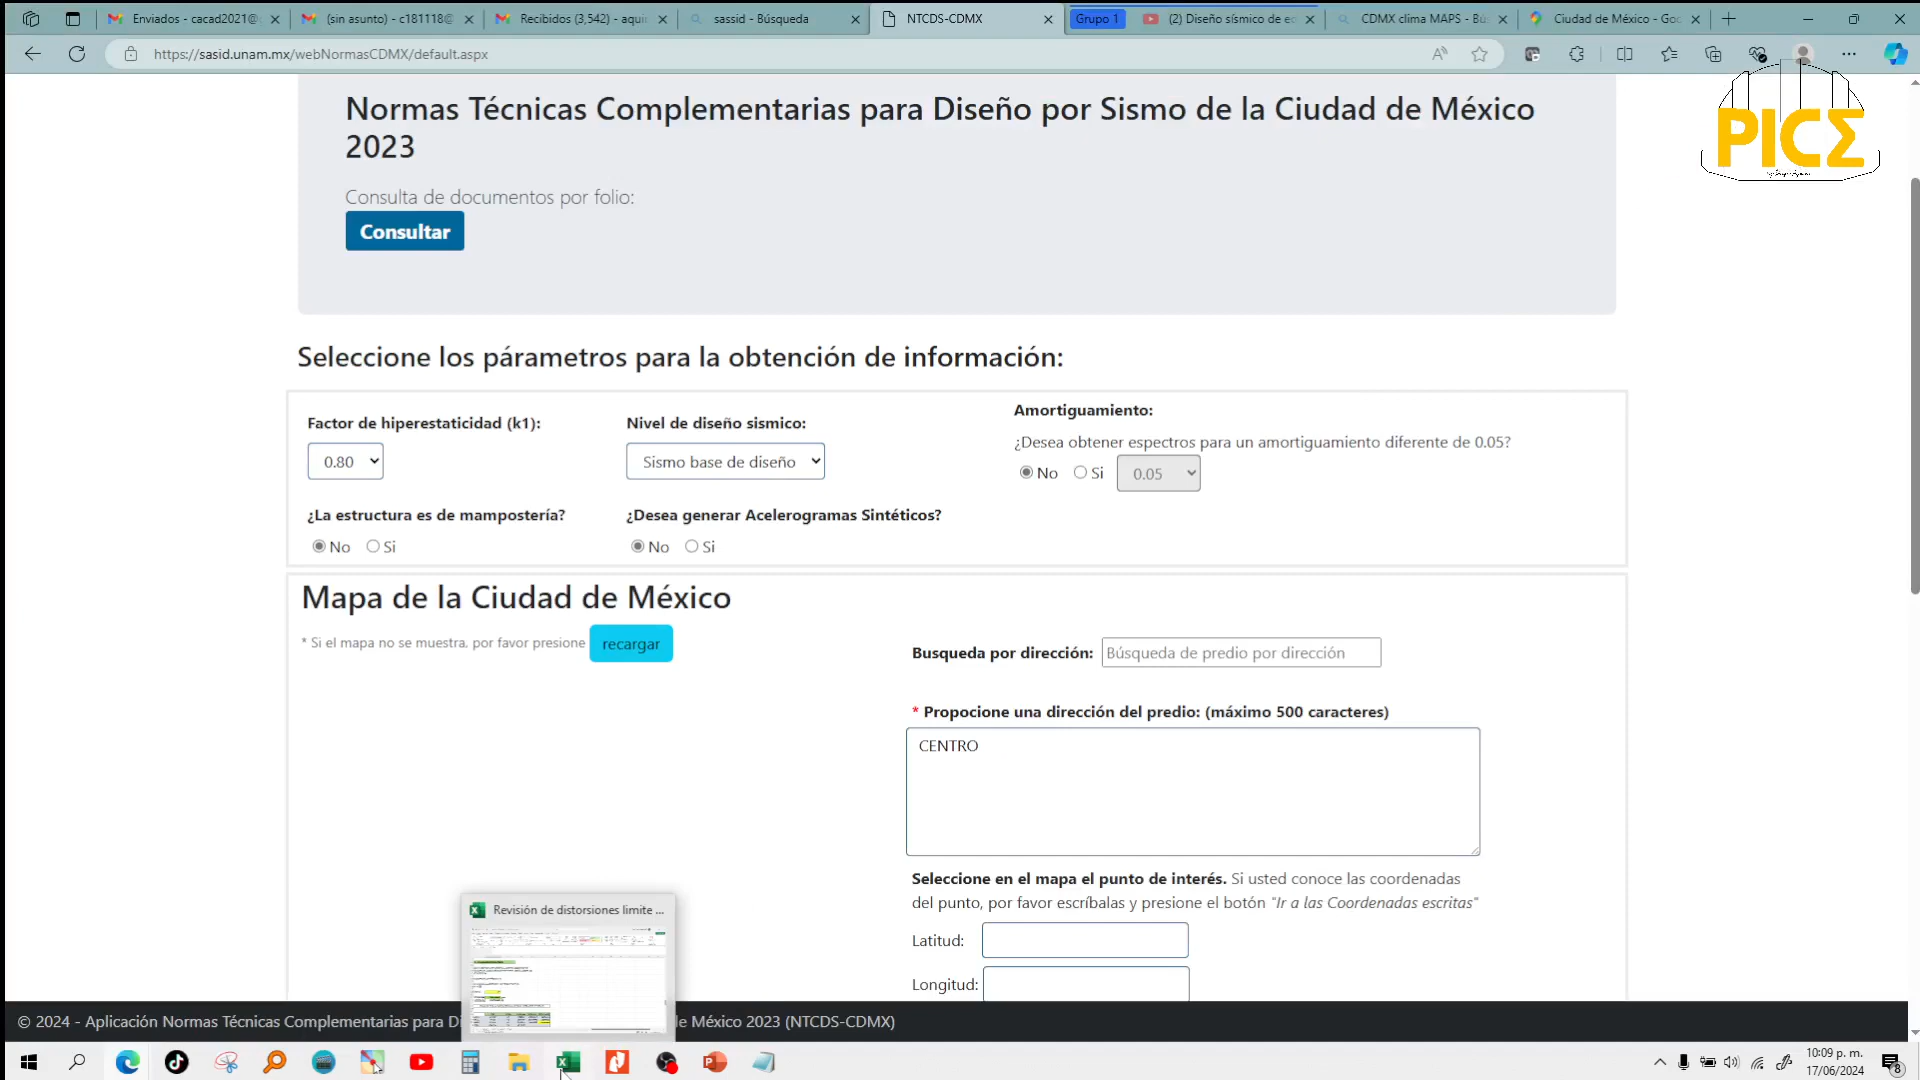 Enviados - cacad2021@
(sin asunto) - c181118@
Recibidos (3,542) - aqui
sassid - Búsqueda
NTCDS-CDMX
Grupo 1
(2) Diseño sísmico de ec
CDMX clima MAPS - Bú
Ciudad de México - Goo
https://sasid.unam.mx/webNormasCDMX/default.aspx
PICΣ
Normas Técnicas Complementarias para Diseño por Sismo de la Ciudad de México
2023
Consulta de documentos por folio:
Consultar
Seleccione los párametros para la obtención de información:
Factor de hiperestaticidad (k1):
Nivel de diseño sismico:
Amortiguamiento:
¿Desea obtener espectros para un amortiguamiento diferente de 0.05?
0.80
Sismo base de diseño
No Si 0.05
¿La estructura es de mampostería?
¿Desea generar Acelerogramas Sintéticos?
No Si
No Si
Mapa de la Ciudad de México
* Si el mapa no se muestra, por favor presione recargar
Busqueda por dirección: Búsqueda de predio por dirección
* Propocione una dirección del predio: (máximo 500 caracteres)
CENTRO
Seleccione en el mapa el punto de interés. Si usted conoce las coordenadas
del punto, por favor escríbalas y presione el botón "Ir a las Coordenadas escritas"
Latitud:
Longitud:
Revisión de distorsiones limite ...
© 2024 - Aplicación Normas Técnicas Complementarias para Di
le México 2023 (NTCDS-CDMX)
10:09 p. m.
17/06/2024
8